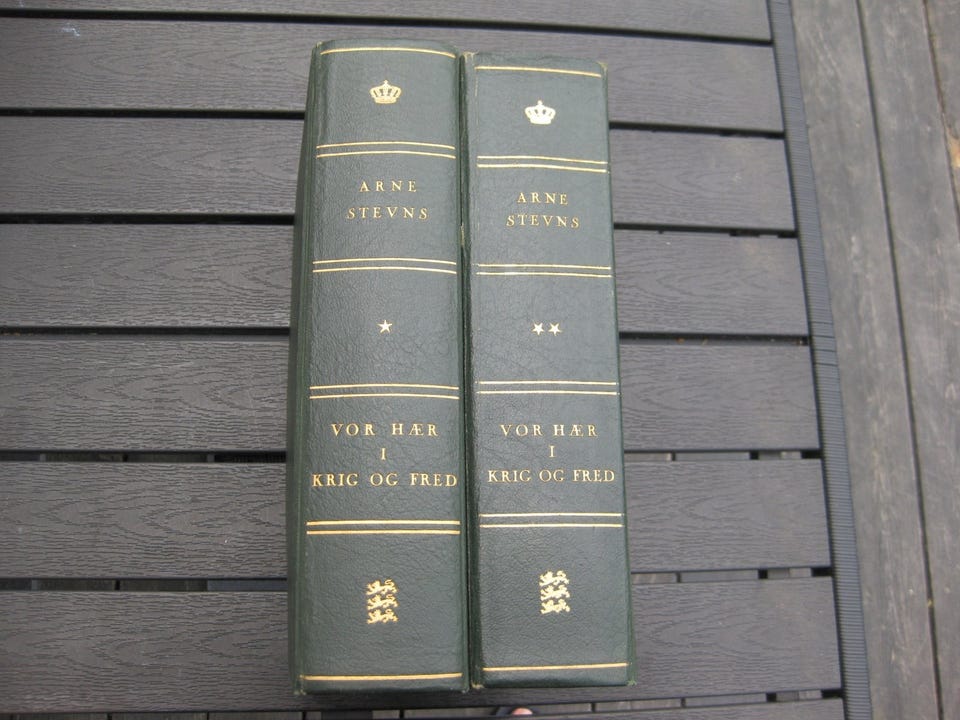 ARNE
STEVNS
VOR HÆR
I
KRIG OG FRED
ARNE
STEVNS
VOR HÆR
I
KRIG OG FRED